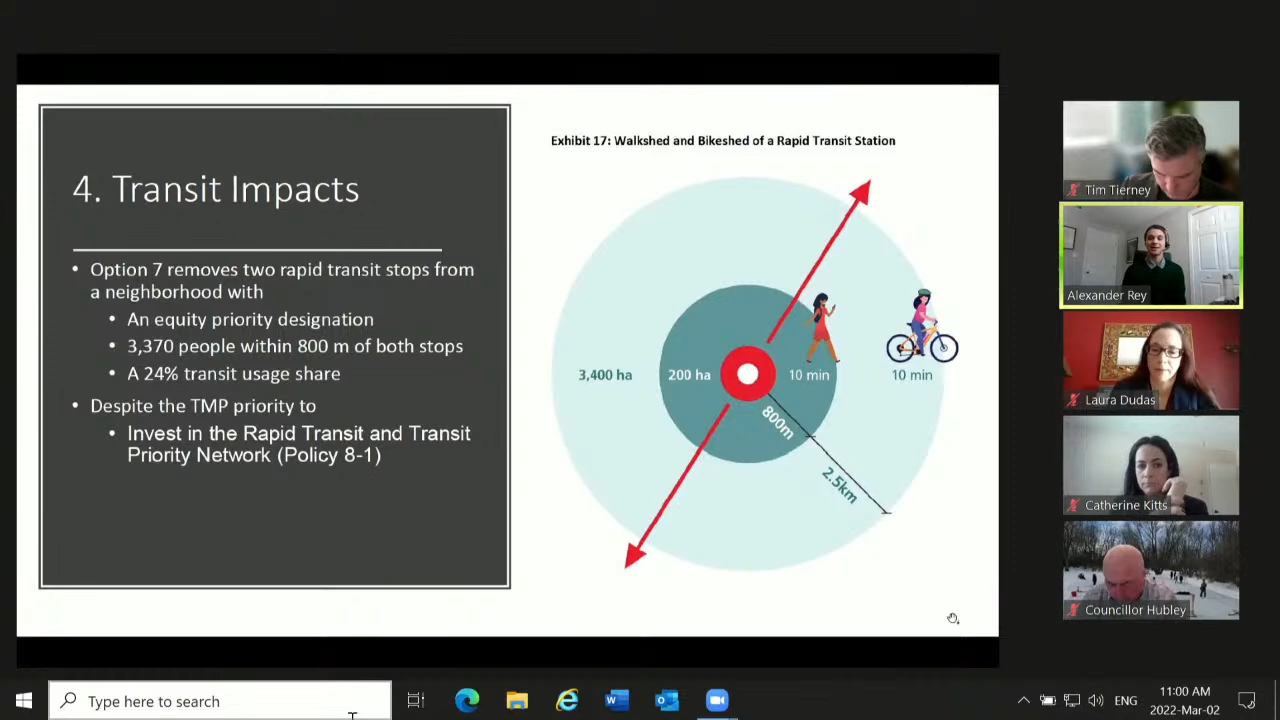 4. Transit Impacts
• Option 7 removes two rapid transit stops from
a neighborhood with
• An equity priority designation
• 3,370 people within 800 m of both stops
• A 24% transit usage share
• Despite the TMP priority to
• Invest in the Rapid Transit and Transit
Priority Network (Policy 8-1)
Exhibit 17: Walkshed and Bikeshed of a Rapid Transit Station
3,400 ha
200 ha
10 min
10 min
800m
2.5km
Tim Tierney
Alexander Rey
Laura Dudas
Catherine Kitts
Councillor Hubley
Type here to search
ENG
11:00 AM
2022-Mar-02